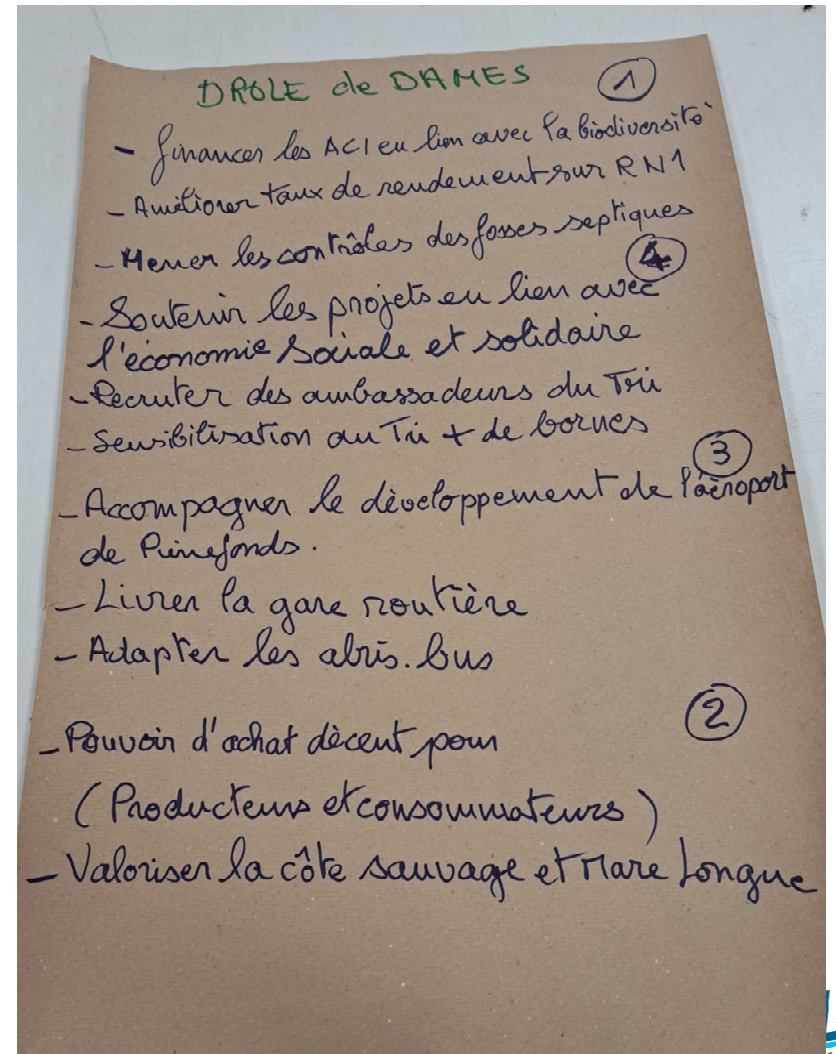 DROLE de DAMES
1
- financer les ACI en lien avec la biodiversité
- Améliorer taux de rendement sur RN1
- Mener les contrôles des fosses septiques
4
- Soutenir les projets en lien avec
l'économie sociale et solidaire
- Recruter des ambassadeurs du Tri
- Sensibilisation au Tri + de bornes
3
- Accompagner le développement de l'aéroport
de Pierrefonds.
- Livrer la gare routière
- Adapter les abris.bus
2
- Pouvoir d'achat décent pour
(Producteurs et consommateurs)
- Valoriser la côte sauvage et Mare Longue